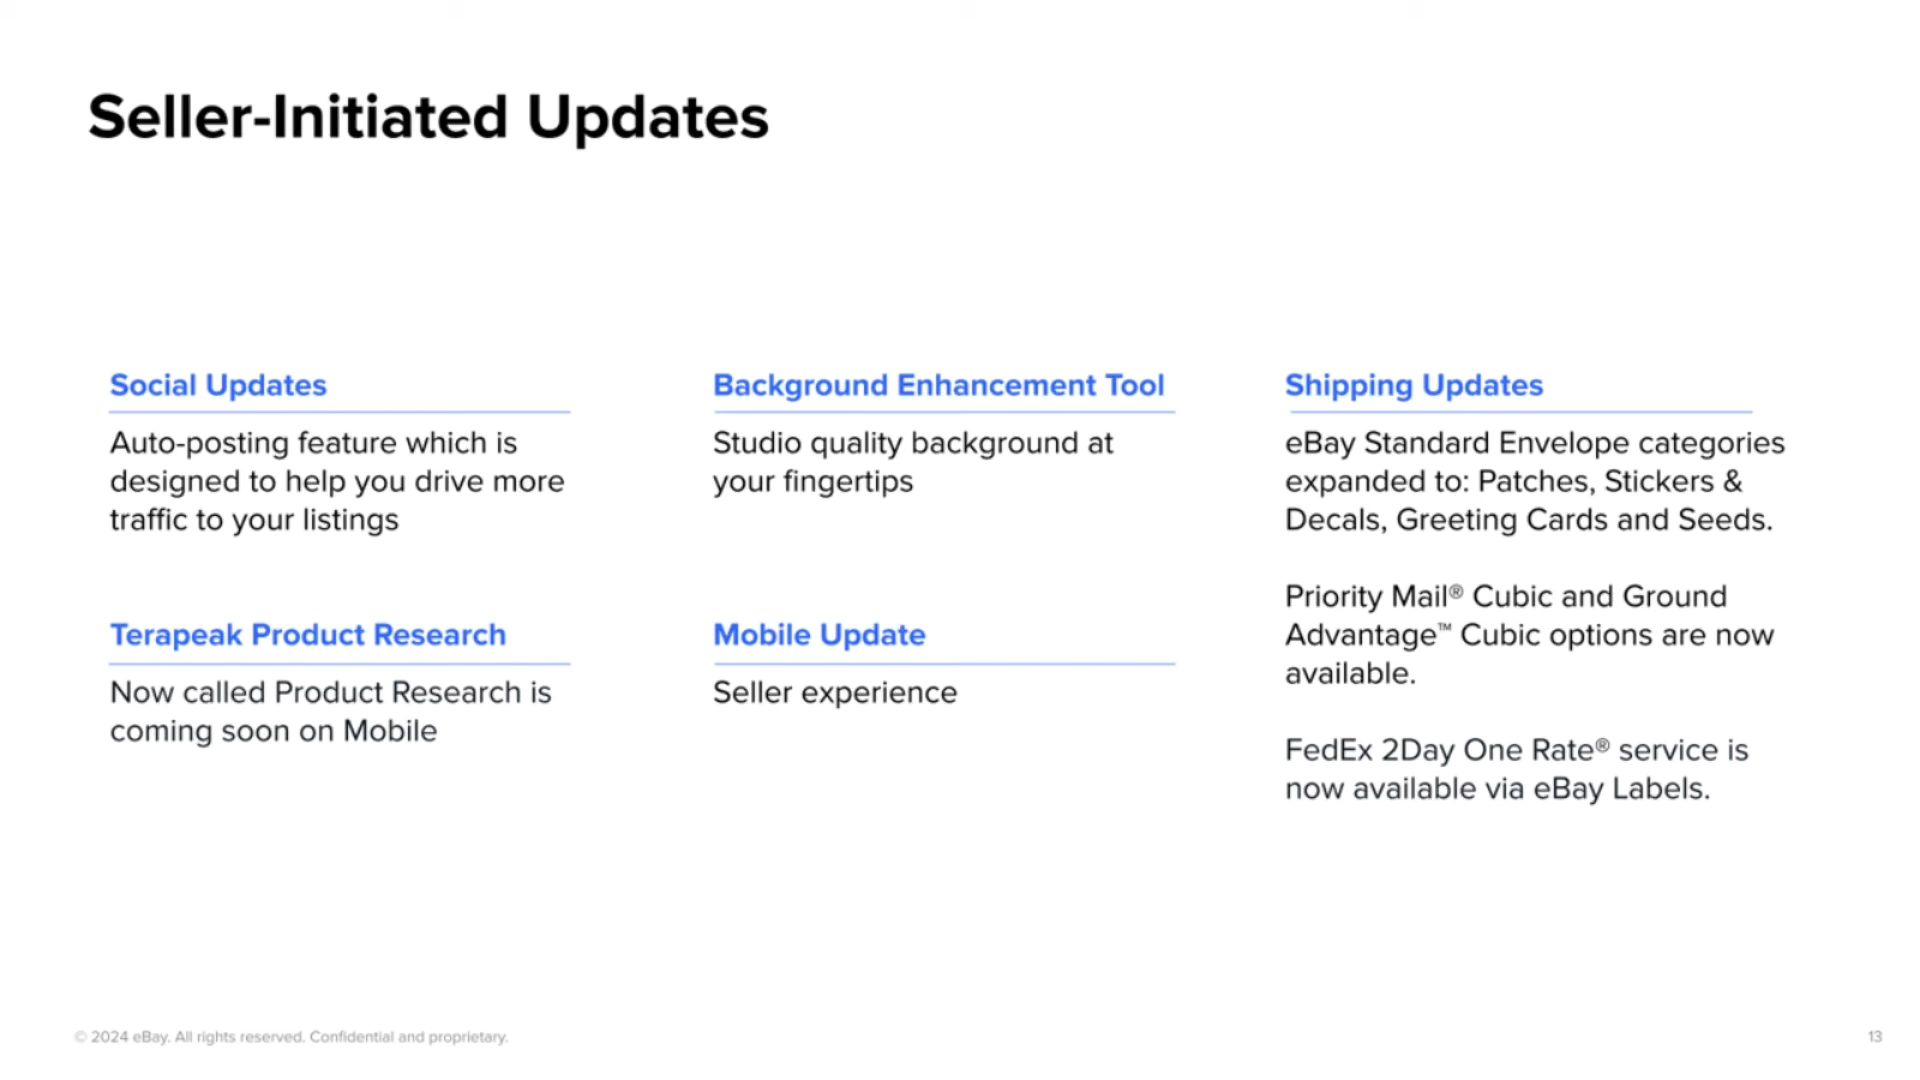 Seller-Initiated Updates
Social Updates
Auto-posting feature which is
designed to help you drive more
traffic to your listings
Terapeak Product Research
Now called Product Research is
coming soon on Mobile
Background Enhancement Tool
Studio quality background at
your fingertips
Mobile Update
Seller experience
Shipping Updates
eBay Standard Envelope categories
expanded to: Patches, Stickers &
Decals, Greeting Cards and Seeds.
Priority Mail® Cubic and Ground
Advantage™ Cubic options are now
available.
FedEx 2Day One Rate® service is
now available via eBay Labels.
© 2024 eBay. All rights reserved. Confidential and proprietary.
13